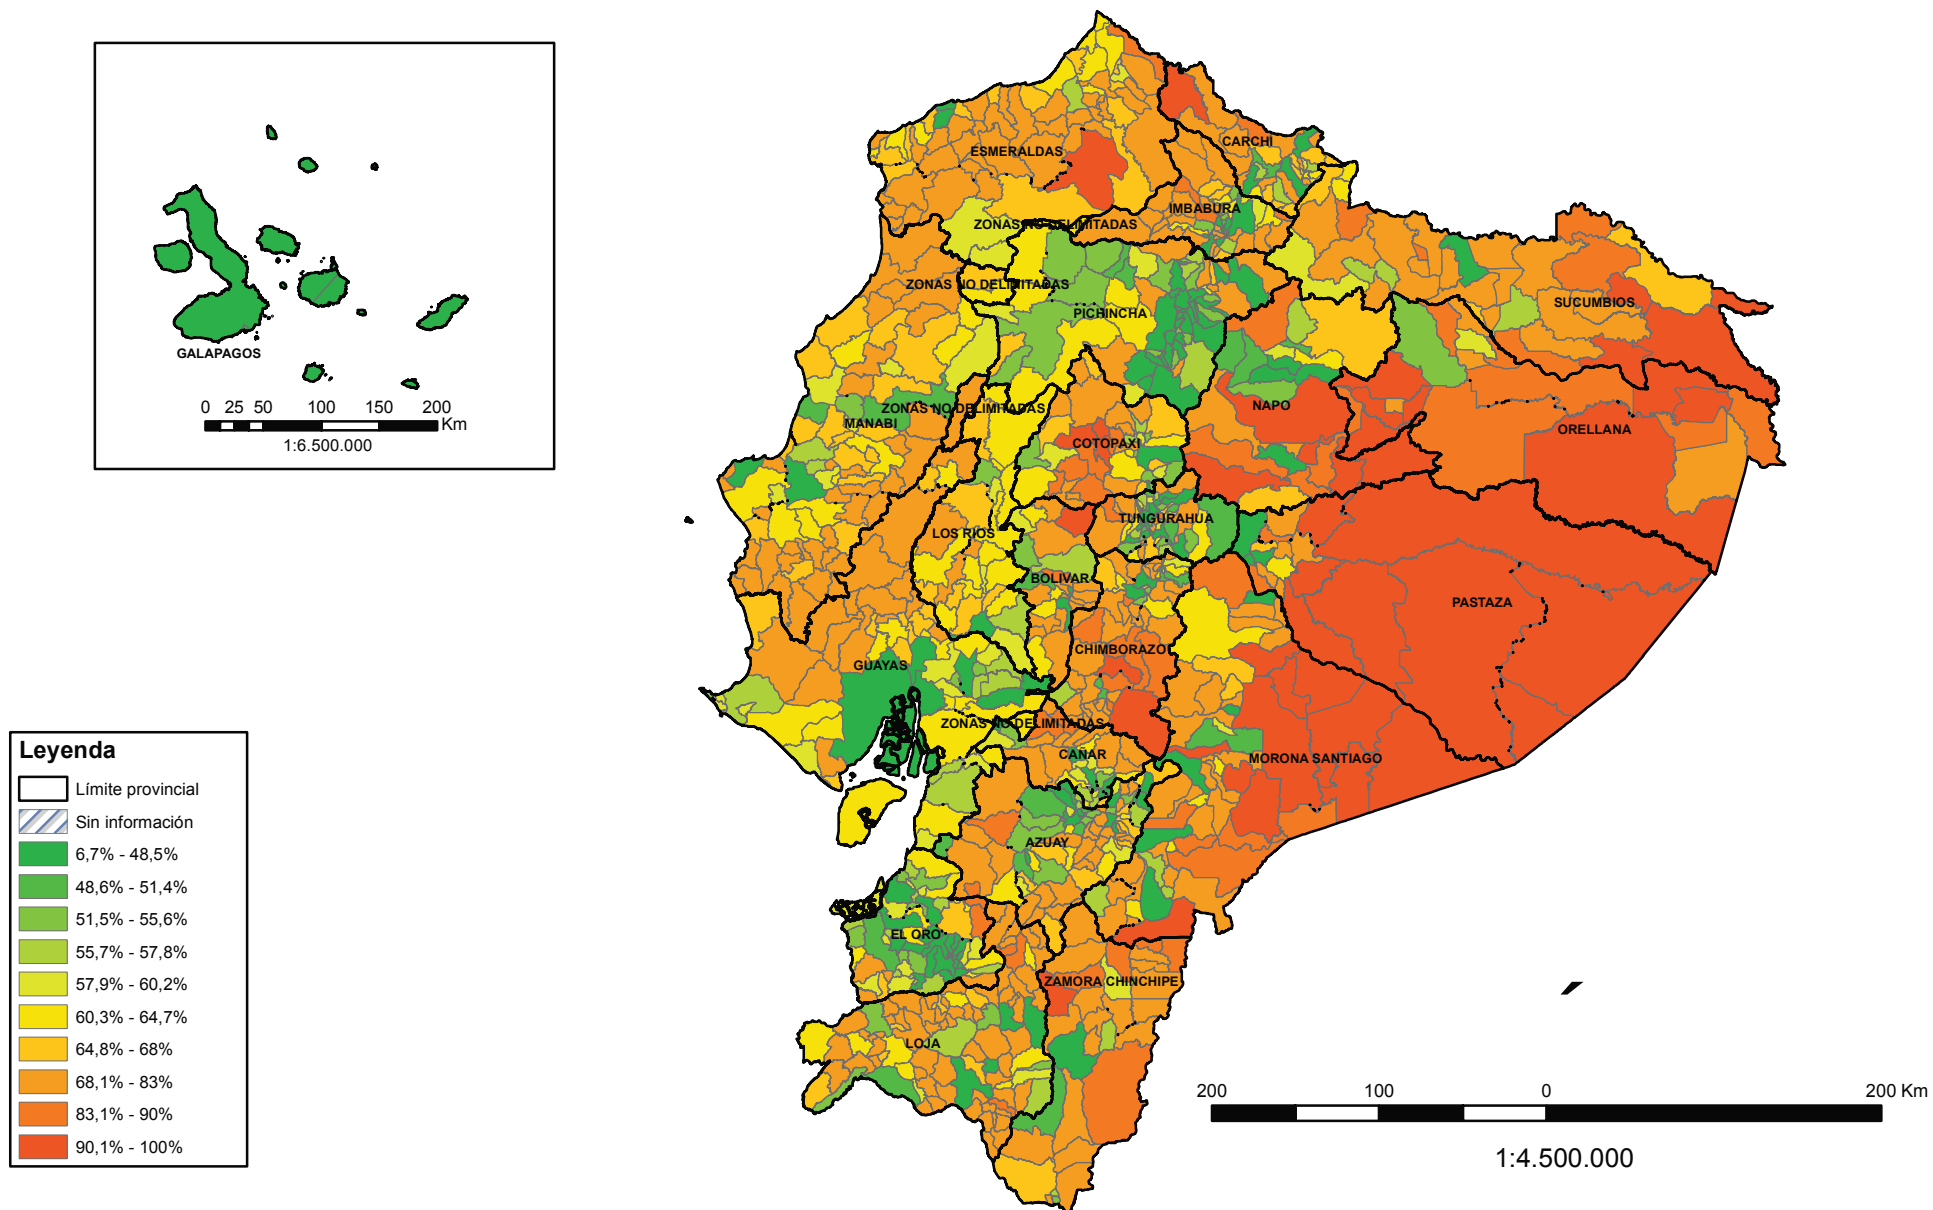 GALAPAGOS
0 25 50 100 150 200
Km
1:6.500.000
ESMERALDAS
CARCHI
IMBABURA
ZONAS NO DELIMITADAS
ZONAS NO DELIMITADAS
PICHINCHA
SUCUMBIOS
ZONAS NO DELIMITADAS
MANABI
NAPO
COTOPAXI
ORELLANA
TUNGURAHUA
LOS RIOS
BOLIVAR
PASTAZA
CHIMBORAZO
GUAYAS
ZONAS NO DELIMITADAS
CAÑAR
MORONA SANTIAGO
AZUAY
EL ORO
ZAMORA CHINCHIPE
LOJA
Leyenda
Límite provincial
Sin información
6,7% - 48,5%
48,6% - 51,4%
51,5% - 55,6%
55,7% - 57,8%
57,9% - 60,2%
60,3% - 64,7%
64,8% - 68%
68,1% - 83%
83,1% - 90%
90,1% - 100%
200 100 0 200 Km
1:4.500.000